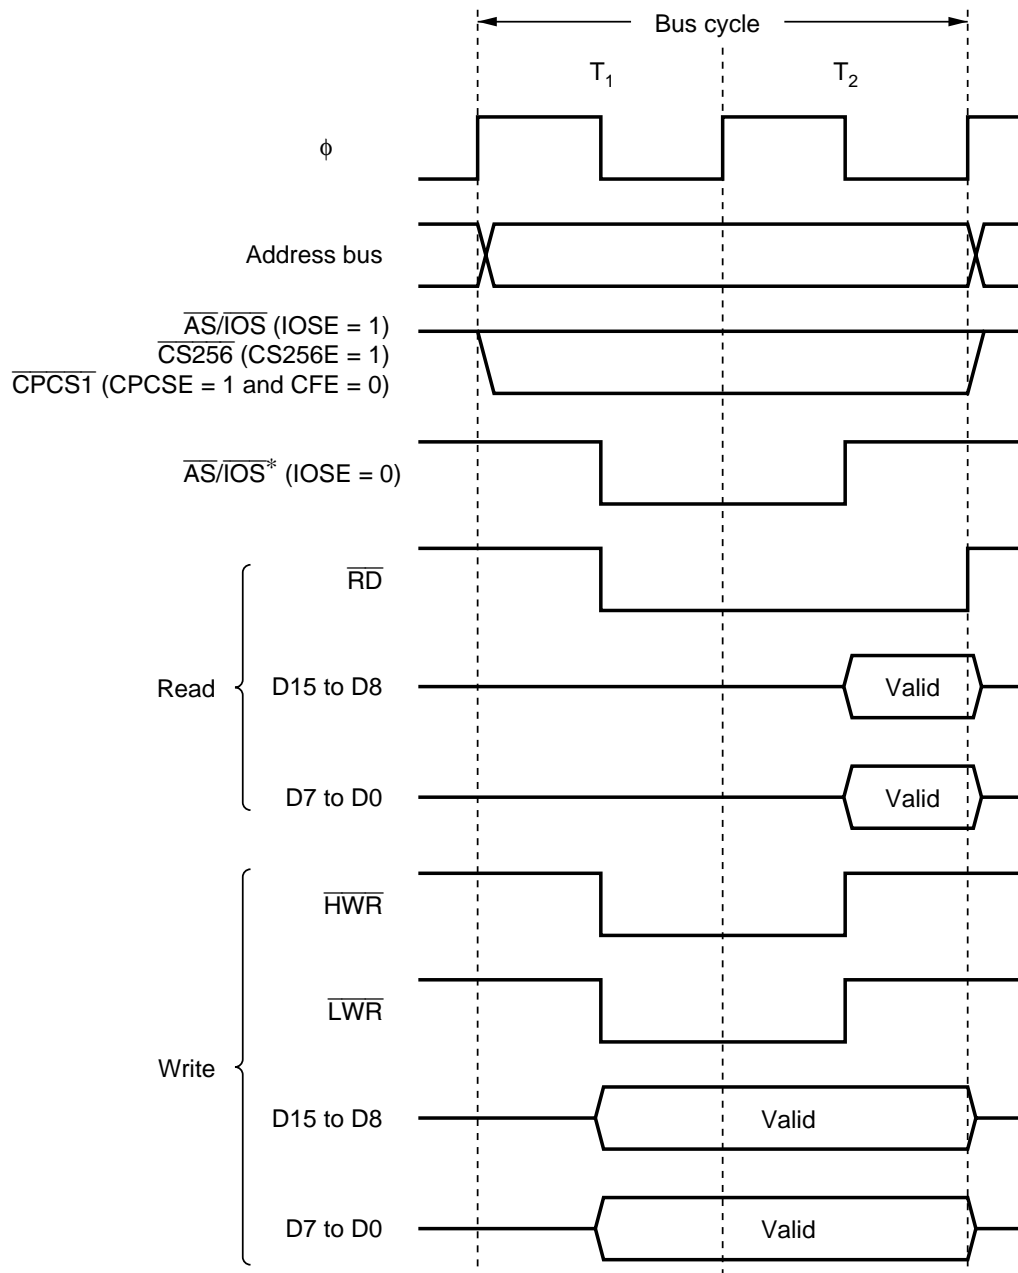 Bus cycle
T1 T2
ϕ
Address bus
AS/IOS (IOSE = 1)
CS256 (CS256E = 1)
CPCS1 (CPCSE = 1 and CFE = 0)
AS/IOS* (IOSE = 0)
RD
Read
D15 to D8
Valid
D7 to D0
Valid
HWR
LWR
Write
D15 to D8
Valid
D7 to D0
Valid